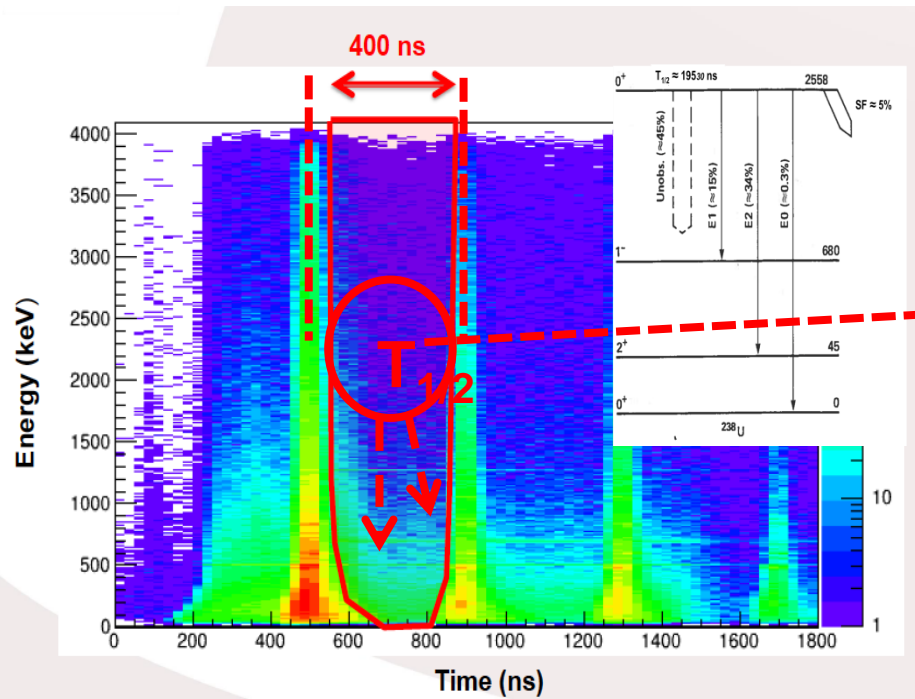 400 ns
T1/2 ≈ 19530 ns
0+
2558
SF ≈ 5%
Unobs. (≈45%)
E1 (≈15%)
E2 (≈34%)
E0 (≈0.3%)
1-
680
2+
45
0+
0
238U
Energy (keV)
4000
3500
3000
2500
2000
1500
1000
500
0
T1/2
10
1
0 200 400 600 800 1000 1200 1400 1600 1800
Time (ns)